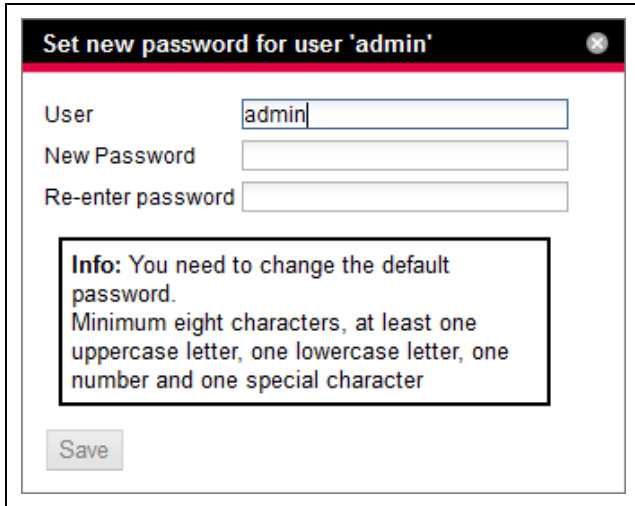 Set new password for user 'admin'
User
admin
New Password
Re-enter password
Info: You need to change the default
password.
Minimum eight characters, at least one
uppercase letter, one lowercase letter, one
number and one special character
Save